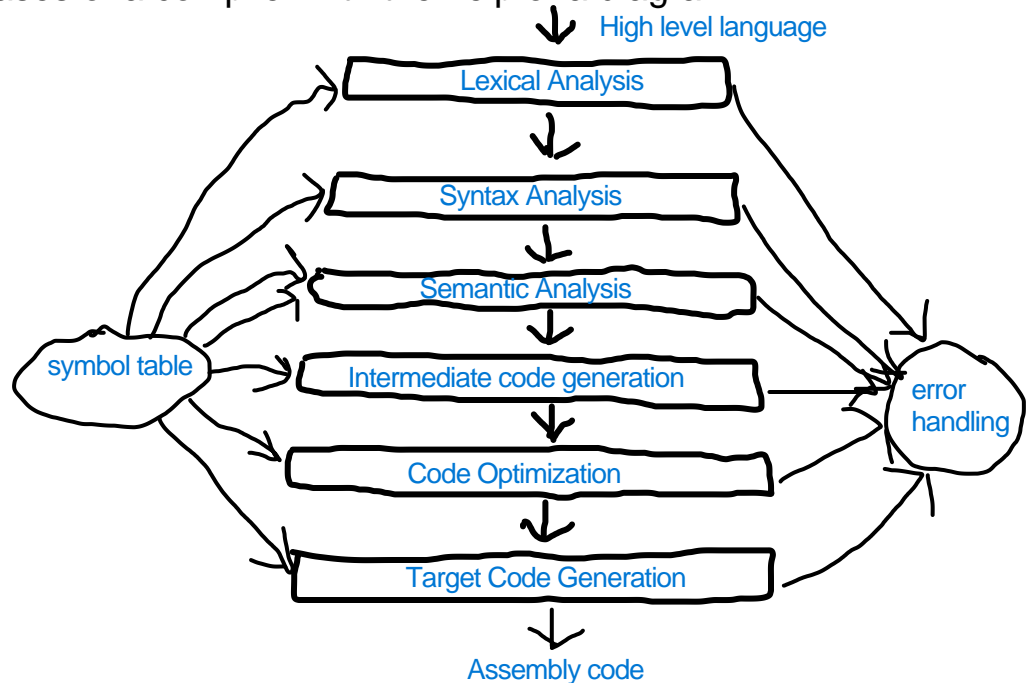 High level language
Lexical Analysis
Syntax Analysis
Semantic Analysis
symbol table
Intermediate code generation
error
handling
Code Optimization
Target Code Generation
Assembly code